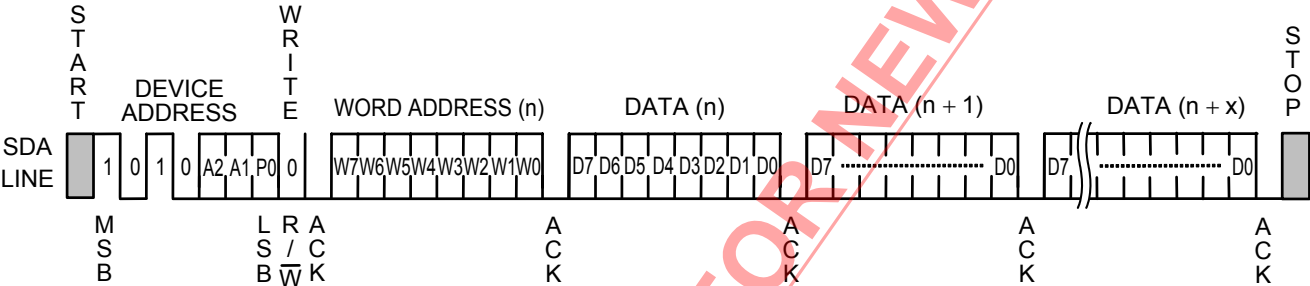 START
WRITE
STOP
DEVICE
ADDRESS
WORD ADDRESS (n)
DATA (n)
DATA (n + 1)
DATA (n + x)
SDA
LINE
1 0 1 0 A2 A1 P0 0
W7 W6 W5 W4 W3 W2 W1 W0
D7 D6 D5 D4 D3 D2 D1 D0
D7 D0
D7 D0
MSB
LSB
R/W
ACK
ACK
ACK
ACK
ACK
FOR NEW